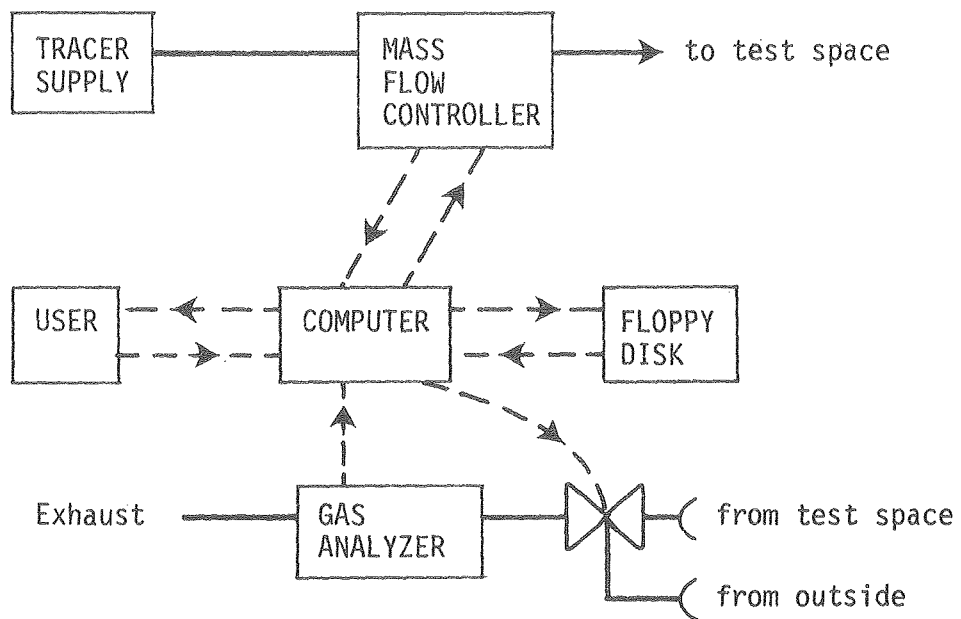 TRACER
SUPPLY
MASS
FLOW
CONTROLLER
to test space
USER
COMPUTER
FLOPPY
DISK
Exhaust
GAS
ANALYZER
from test space
from outside